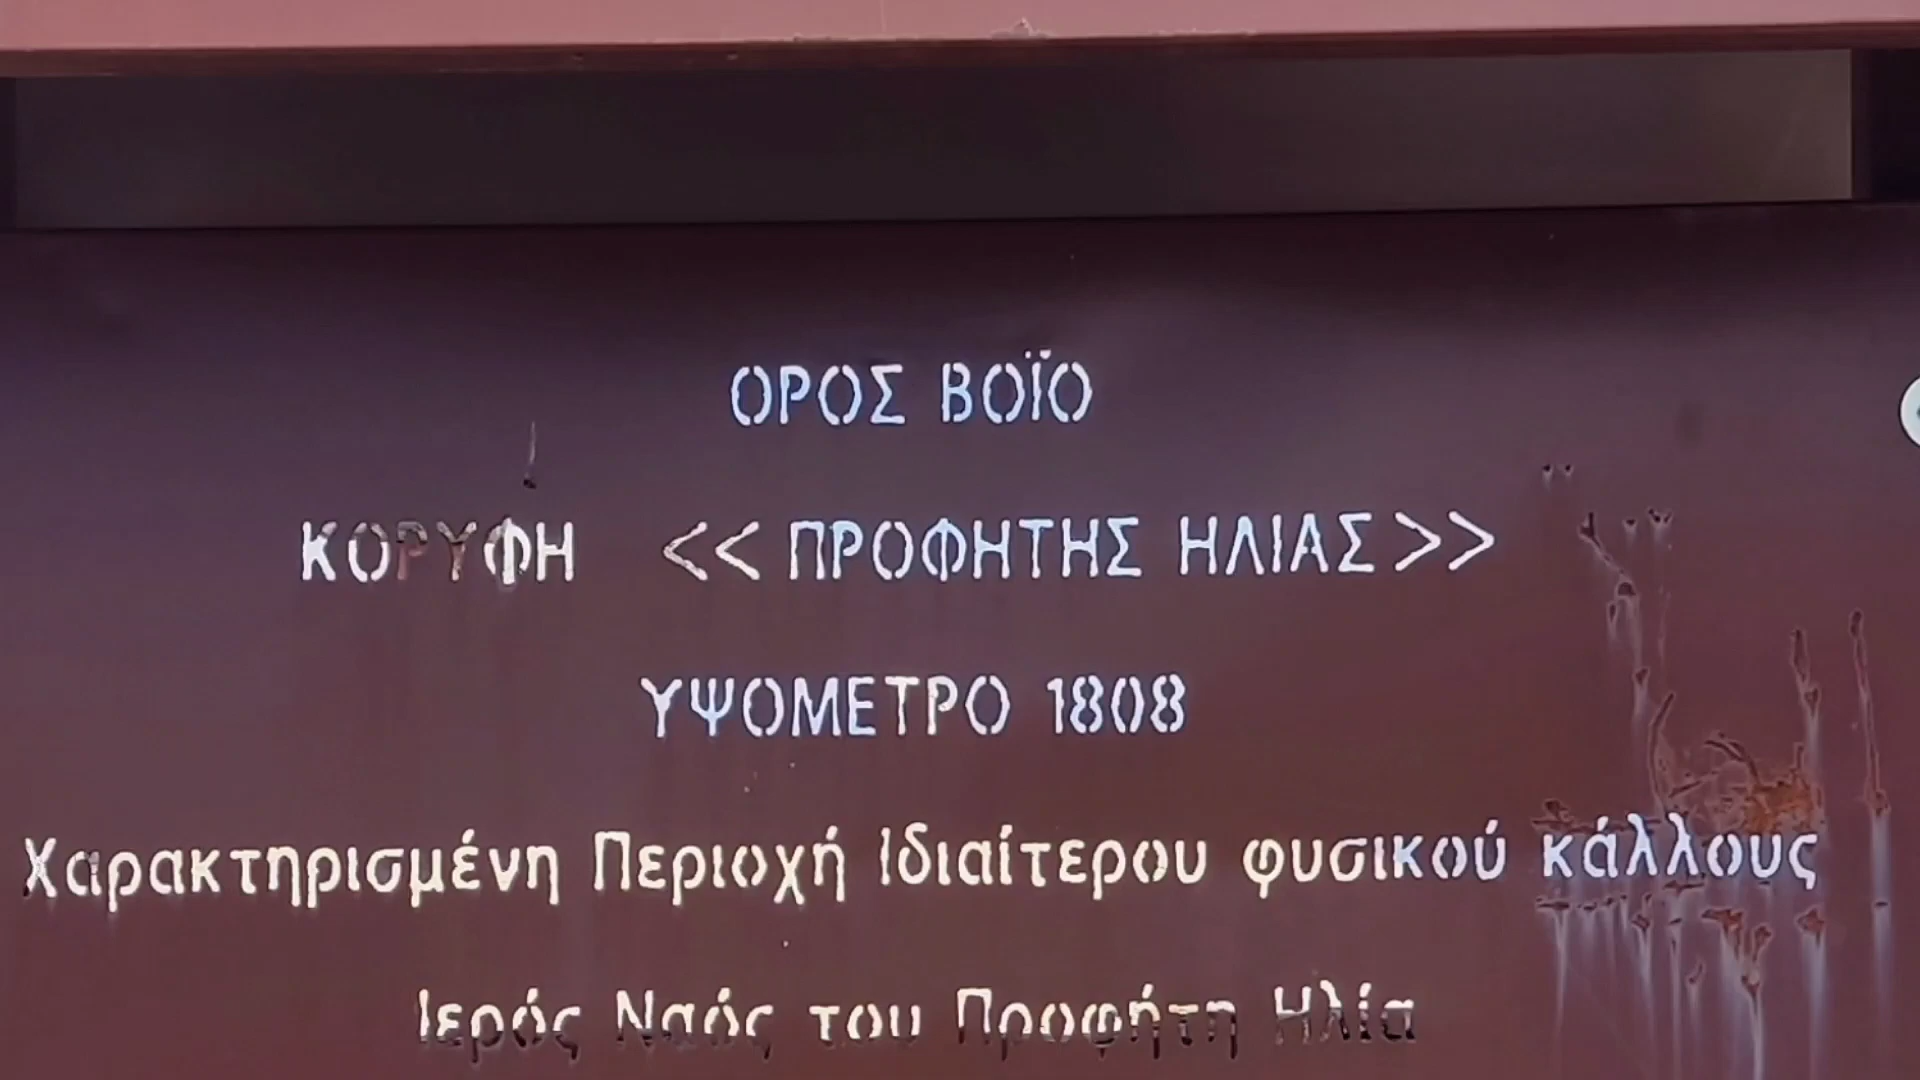 ΟΡΟΣ ΒΟΪΟ
ΚΟΡΥΦΗ << ΠΡΟΦΗΤΗΣ ΗΛΙΑΣ>>
ΥΨΟΜΕΤΡΟ 1808
Χαρακτηρισμένη Περιοχή Ιδιαίτερου φυσικού κάλλους
Ιερός Ναός του Προφήτη Ηλία